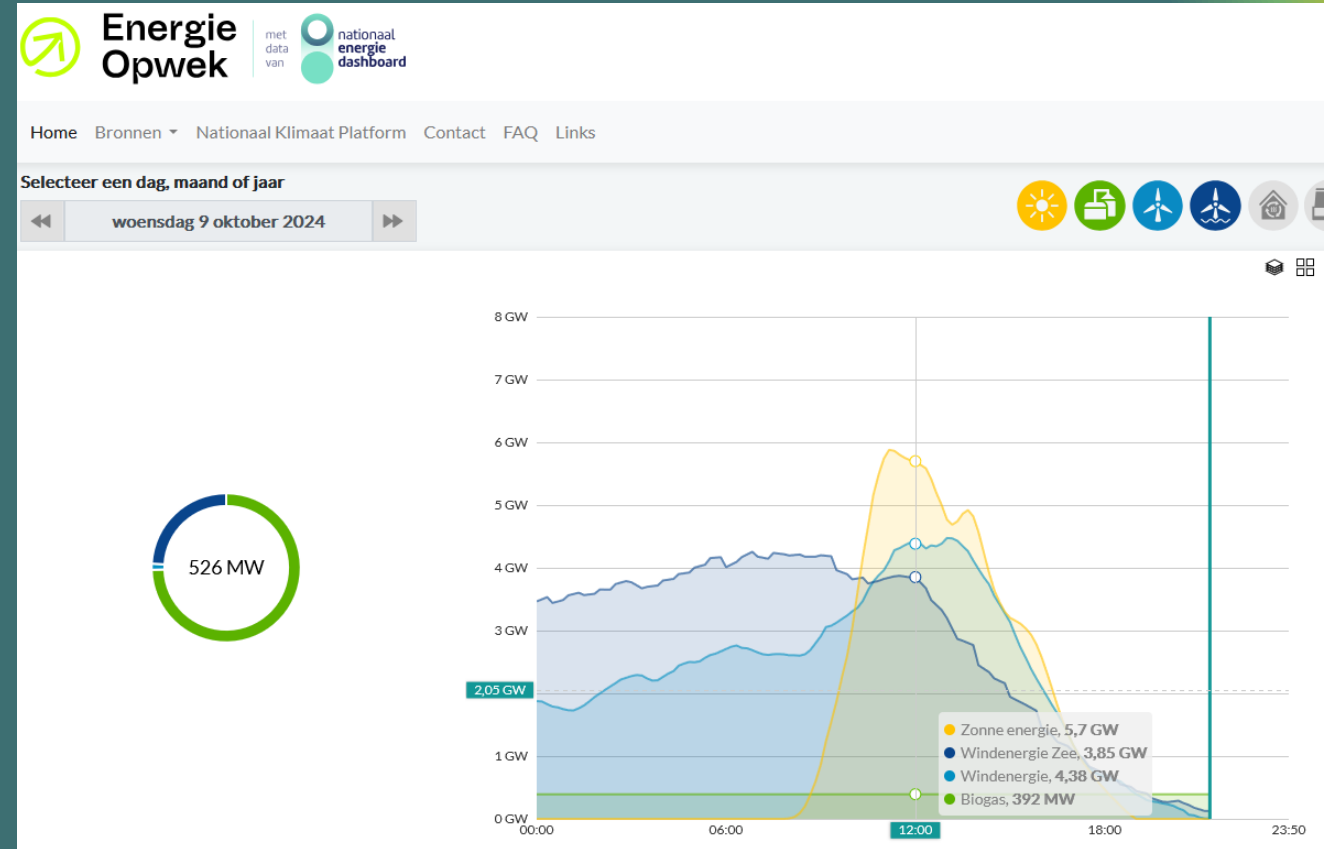 Energie
Opwek
met
data
van
nationaal
energie
dashboard
Home Bronnen Nationaal Klimaat Platform Contact FAQ Links
Selecteer een dag, maand of jaar
woensdag 9 oktober 2024
526 MW
8 GW
7 GW
6 GW
5 GW
4 GW
3 GW
2,05 GW
1 GW
0 GW
Zonne energie, 5,7 GW
Windenergie Zee, 3,85 GW
Windenergie, 4,38 GW
Biogas, 392 MW
00:00 06:00 12:00 18:00 23:50